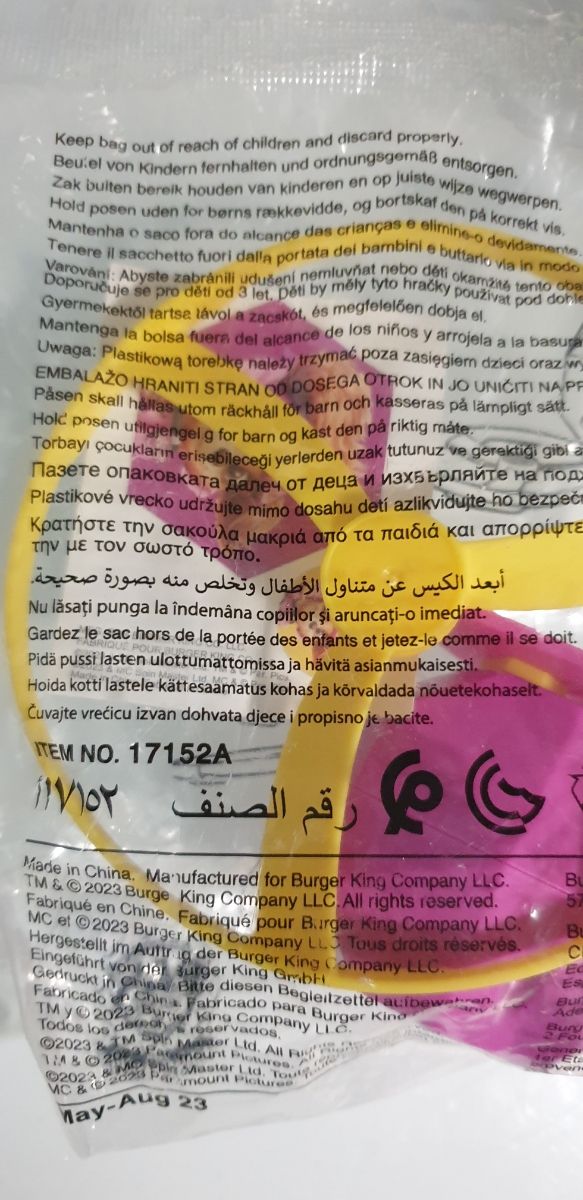 Keep bag out of reach of children and discard properly.
Beutel von Kindern fernhalten und ordnungsgemäß entsorgen.
Zak buiten bereik houden van kinderen en op juiste wijze wegwerpen.
Hold posen uden for børns rækkevidde, og bortskaf den på korrekt vis.
Mantenha o saco fora do alcance das crianças e elimine-o devidamente.
Tenere il sacchetto fuori dalla portata dei bambini e buttarlo via in modo
Varování: Abyste zabránili udušení nemluvňat nebo dětí okamžitě tento oba
Doporučuje se pro děti od 3 let. Děti by měly tyto hračky používat pod dohle
Gyermekektől tartsa távol a zacskót, és megfelelően dobja el.
Mantenga la bolsa fuera del alcance de los niños y arrojela a la basura
Uwaga: Plastikową torebkę należy trzymać poza zasięgiem dzieci oraz
EMBALAŽO HRANITI STRAN OD DOSEGA OTROK IN JO UNIČITI NA PR
Påsen skall hållas utom räckhåll för barn och kasseras på lämpligt sätt.
Hold posen utilgjengelig for barn og kast den på riktig måte.
Torbayı çocukların erişebileceği yerlerden uzak tutunuz ve gerektiği gibi a
Пазете опаковката далеч от деца и изхвърляйте на под
Plastikové vrecko udržujte mimo dosahu detí azlikvidujte ho bezpeč
Κρατήστε την σακούλα μακριά από τα παιδιά και απορρίψτε
την με τον σωστό τρόπο.
أبعد الكيس عن متناول الأطفال وتخلص منه بصورة صحيحة.
Nu lăsați punga la îndemâna copiilor și aruncați-o imediat.
Gardez le sac hors de la portée des enfants et jetez-le comme il se doit.
Pidä pussi lasten ulottumattomissa ja hävitä asianmukaisesti.
Hoida kotti lastele kättesaamatus kohas ja kõrvaldada nõuetekohaselt.
Čuvajte vrećicu izvan dohvata djece i propisno je bacite.
ITEM NO. 17152A
رقم الصنف ١٧١٥٢أ
Made in China. Manufactured for Burger King Company LLC.
TM & © 2023 Burger King Company LLC. All rights reserved.
Fabriqué en Chine. Fabriqué pour Burger King Company LLC.
MC et © 2023 Burger King Company LLC Tous droits réservés.
Hergestellt im Auftrag der Burger King Company LLC.
Eingeführt von der Burger King GmbH
Gedruckt in China/ Bitte diesen Begleitzettel aufbewahren.
Fabricado en China. Fabricado para Burger King
TM y © 2023 Burger King Company LLC.
Todos los derechos reservados.
©2023 & TM Spin Master Ltd. All
TM & © 2023 Paramount Pictures.
©2023 & MC Spin Master Ltd.
MC & © 2023 Paramount Pictures
May-Aug 23